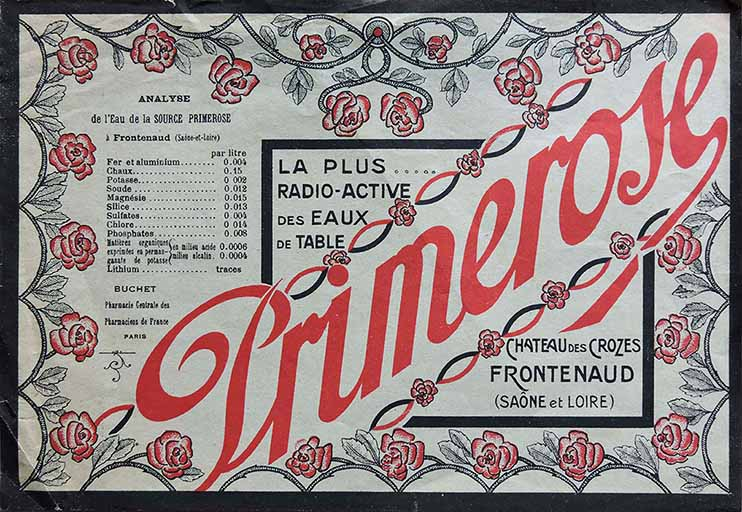 ANALYSE
de l'Eau de la SOURCE PRIMEROSE
à Frontenaud (Saône-et-loire)
par litre
Fer et aluminium....... 0.004
Chaux.................. 0.15
Potasse................ 0 002
Soude.................. 0.012
Magnésie............... 0.015
Silice................. 0.013
Sulfates............... 0 004
Chlore................. 0 014
Phosphates............. 0 008
Matières organiques
exprimées en perman-
ganate de potasse
en milieu acide 0.0006
milieu alcalin. 0.0004
Lithium........... traces
BUCHET
Pharmacie Centrale des
Pharmaciens de France
PARIS
LA PLUS.....
RADIO-ACTIVE
DES EAUX
DE TABLE
Primerose
CHATEAU DES CROZES
FRONTENAUD
(SAÔNE et LOIRE)